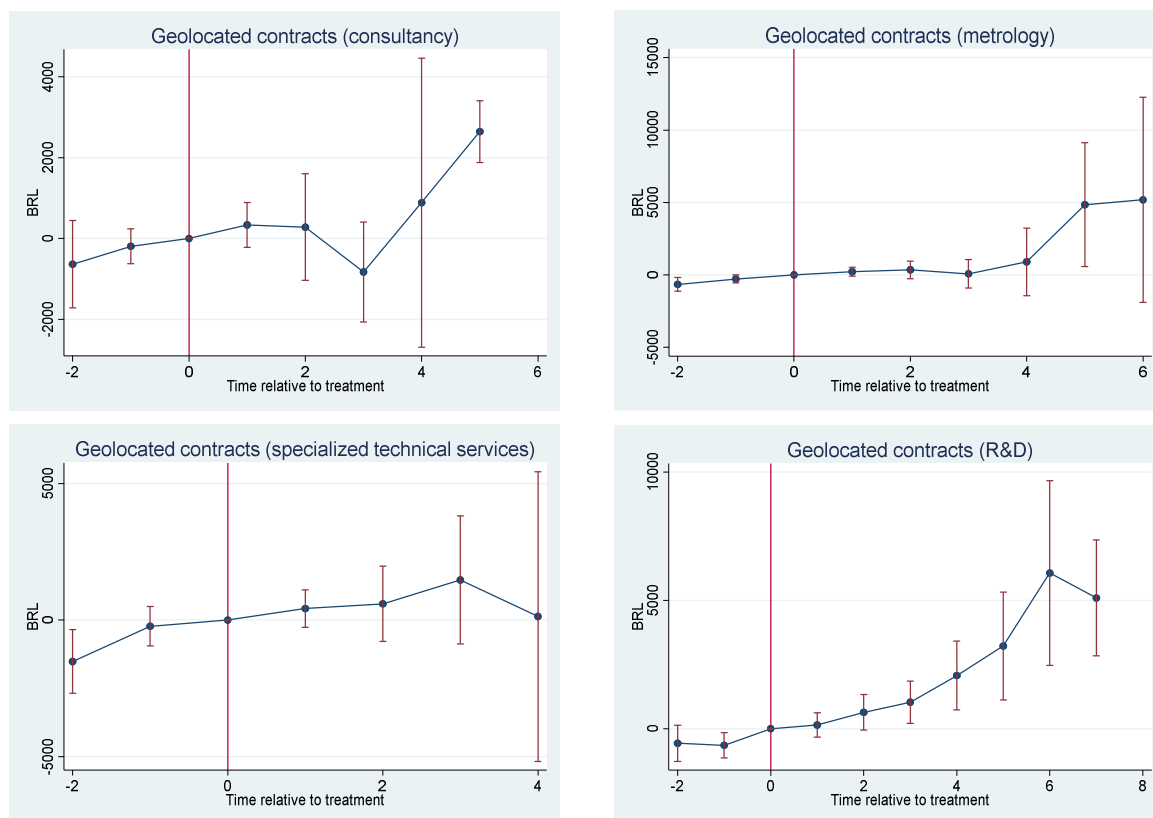 Geolocated contracts (consultancy)
4000
2000
0
-2000
BRL
-2 0 2 4 6
Time relative to treatment
Geolocated contracts (metrology)
15000
10000
5000
0
-5000
BRL
-2 0 2 4 6
Time relative to treatment
Geolocated contracts (specialized technical services)
5000
0
-5000
BRL
-2 0 2 4
Time relative to treatment
Geolocated contracts (R&D)
10000
5000
0
BRL
-2 0 2 4 6 8
Time relative to treatment